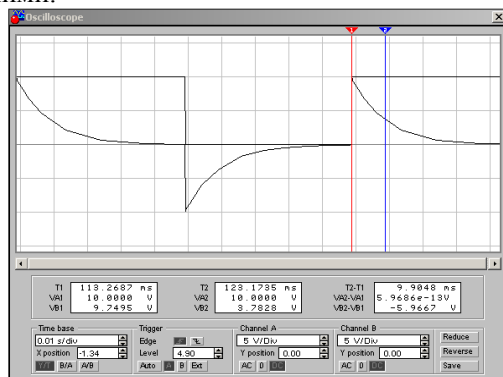 Oscilloscope
1 2
T1 113.2687 ms
VA1 10.0000 V
VB1 9.7495 V
T2 123.1735 ms
VA2 10.0000 V
VB2 3.7828 V
T2-T1 9.9048 ms
VA2-VA1 5.9686e-13V
VB2-VB1 -5.9667 V
Time base
0.01 s/div
X position -1.34
Y/T B/A A/B
Trigger
Edge
Level 4.90
Auto A B Ext
Channel A
5 V/Div
Y position 0.00
AC 0 DC
Channel B
5 V/Div
Y position 0.00
AC 0 DC
Reduce
Reverse
Save